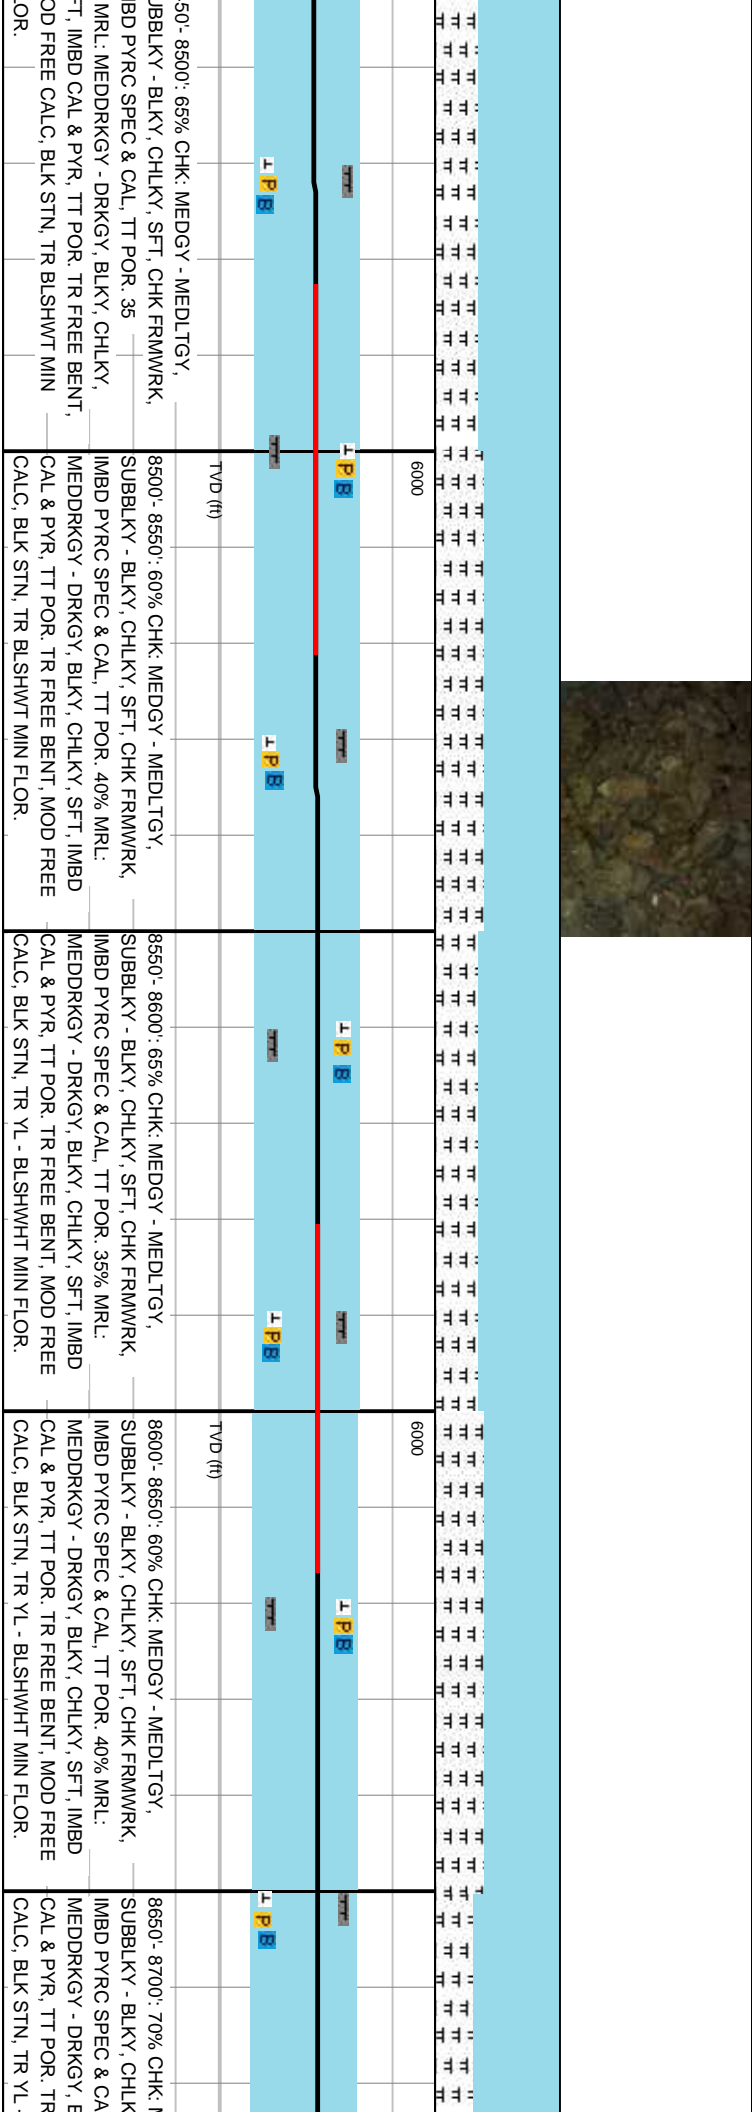 50'- 8500': 65% CHK: MEDGY - MEDLTGY,
UBBLKY - BLKY, CHLKY, SFT, CHK FRMWRK,
MBD PYRC SPEC & CAL, TT POR. 35
MRL: MEDDRKGY - DRKGY, BLKY, CHLKY,
FT, IMBD CAL & PYR, TT POR. TR FREE BENT,
OD FREE CALC, BLK STN, TR BLSHWT MIN
LOR.
6000
TVD (ft)
8500'- 8550': 60% CHK: MEDGY - MEDLTGY,
SUBBLKY - BLKY, CHLKY, SFT, CHK FRMWRK,
IMBD PYRC SPEC & CAL, TT POR. 40% MRL:
MEDDRKGY - DRKGY, BLKY, CHLKY, SFT, IMBD
CAL & PYR, TT POR. TR FREE BENT, MOD FREE
CALC, BLK STN, TR BLSHWT MIN FLOR.
8550'- 8600': 65% CHK: MEDGY - MEDLTGY,
SUBBLKY - BLKY, CHLKY, SFT, CHK FRMWRK,
IMBD PYRC SPEC & CAL, TT POR. 35% MRL:
MEDDRKGY - DRKGY, BLKY, CHLKY, SFT, IMBD
CAL & PYR, TT POR. TR FREE BENT, MOD FREE
CALC, BLK STN, TR YL - BLSHWHT MIN FLOR.
6000
TVD (ft)
8600'- 8650': 60% CHK: MEDGY - MEDLTGY,
SUBBLKY - BLKY, CHLKY, SFT, CHK FRMWRK,
IMBD PYRC SPEC & CAL, TT POR. 40% MRL:
MEDDRKGY - DRKGY, BLKY, CHLKY, SFT, IMBD
CAL & PYR, TT POR. TR FREE BENT, MOD FREE
CALC, BLK STN, TR YL - BLSHWHT MIN FLOR.
8650'- 8700': 70% CHK:
SUBBLKY - BLKY, CHLK
IMBD PYRC SPEC & CA
MEDDRKGY - DRKGY,
CAL & PYR, TT POR. TR
CALC, BLK STN, TR YL -
P B
P B
P B
P B
P B
P B
P B